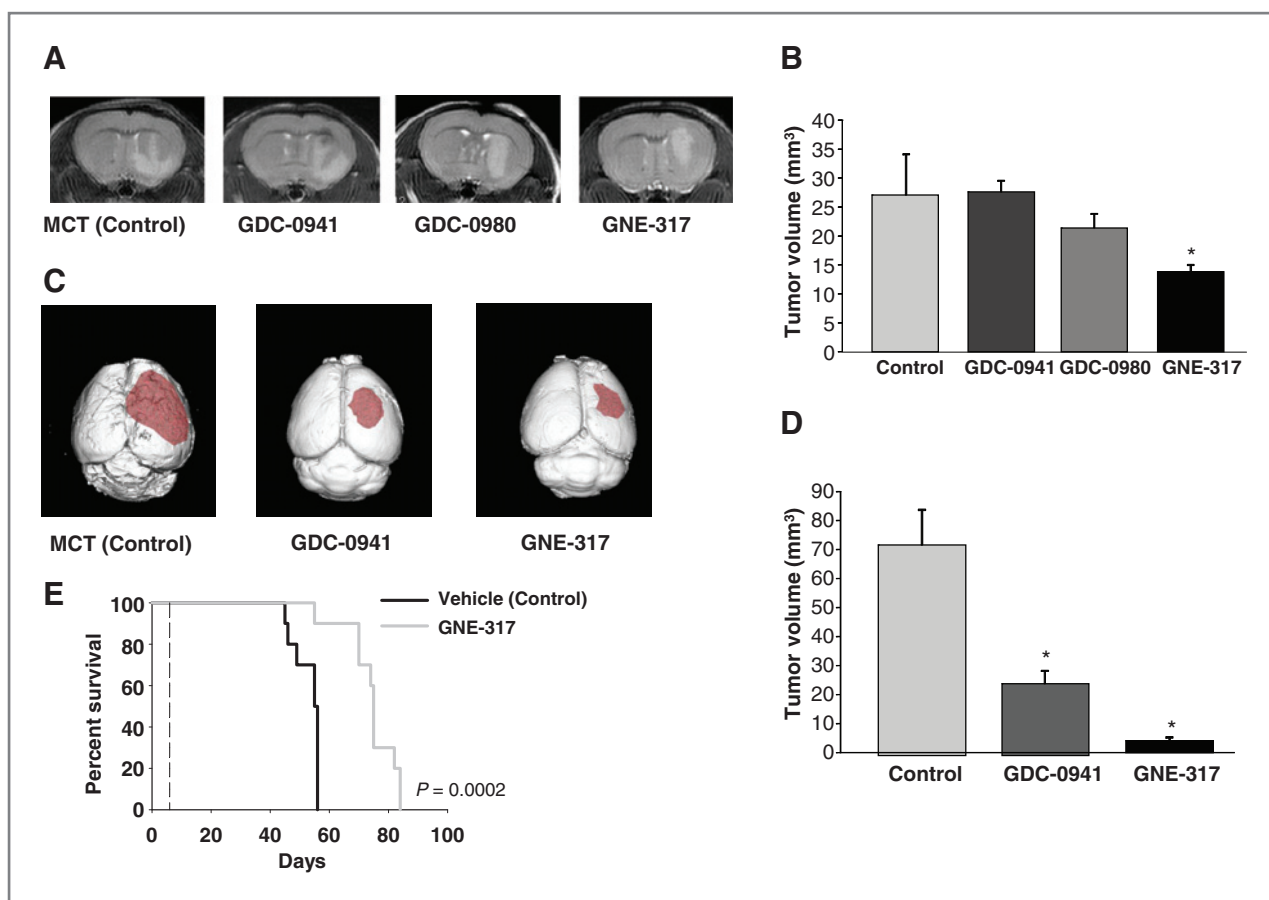 A
MCT (Control) GDC-0941 GDC-0980 GNE-317
B
Tumor volume (mm³)
40
35
30
25
20
15
10
5
0
*
Control GDC-0941 GDC-0980 GNE-317
C
MCT (Control) GDC-0941 GNE-317
D
Tumor volume (mm³)
90
80
70
60
50
40
30
20
10
0
*
*
Control GDC-0941 GNE-317
E
Percent survival
100
80
60
40
20
0
Vehicle (Control)
GNE-317
P = 0.0002
0 20 40 60 80 100
Days